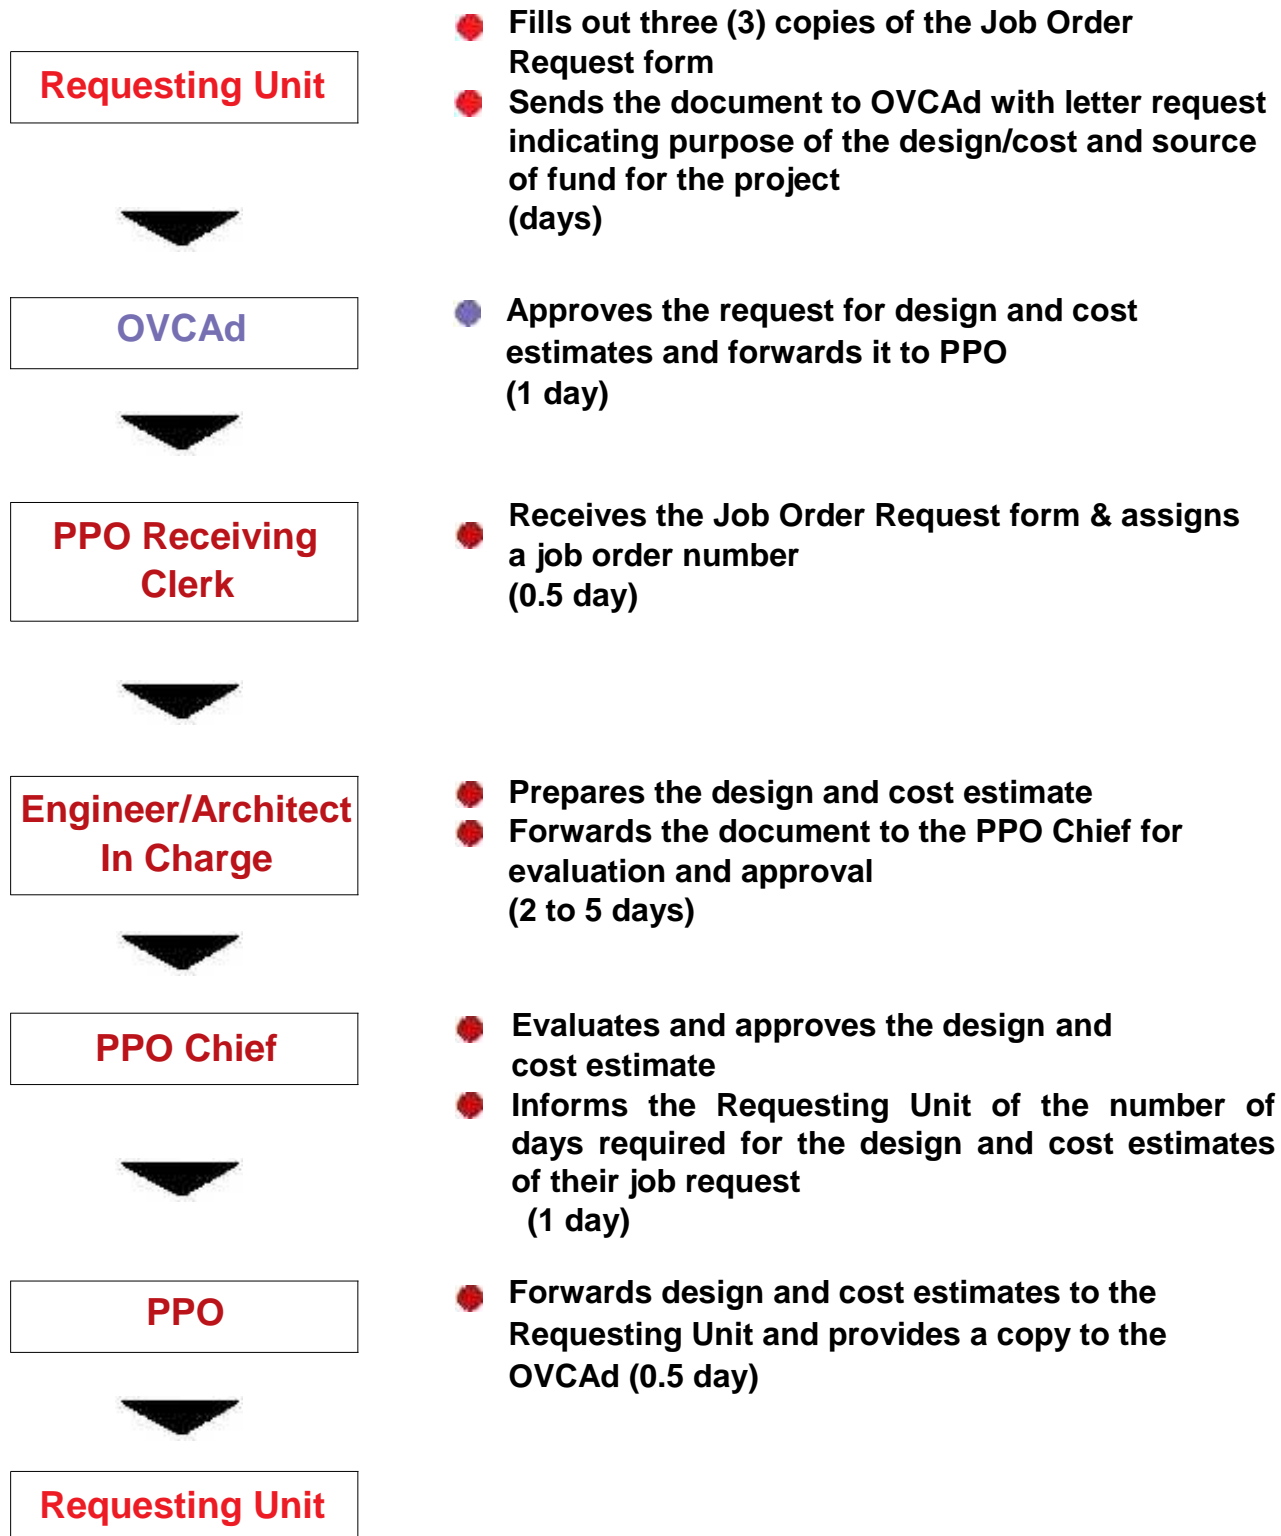 Requesting Unit
Fills out three (3) copies of the Job Order
Request form
Sends the document to OVCAd with letter request
indicating purpose of the design/cost and source
of fund for the project
(days)
OVCAd
Approves the request for design and cost
estimates and forwards it to PPO
(1 day)
PPO Receiving
Clerk
Receives the Job Order Request form & assigns
a job order number
(0.5 day)
Engineer/Architect
In Charge
Prepares the design and cost estimate
Forwards the document to the PPO Chief for
evaluation and approval
(2 to 5 days)
PPO Chief
Evaluates and approves the design and
cost estimate
Informs the Requesting Unit of the number of
days required for the design and cost estimates
of their job request
(1 day)
PPO
Forwards design and cost estimates to the
Requesting Unit and provides a copy to the
OVCAd (0.5 day)
Requesting Unit